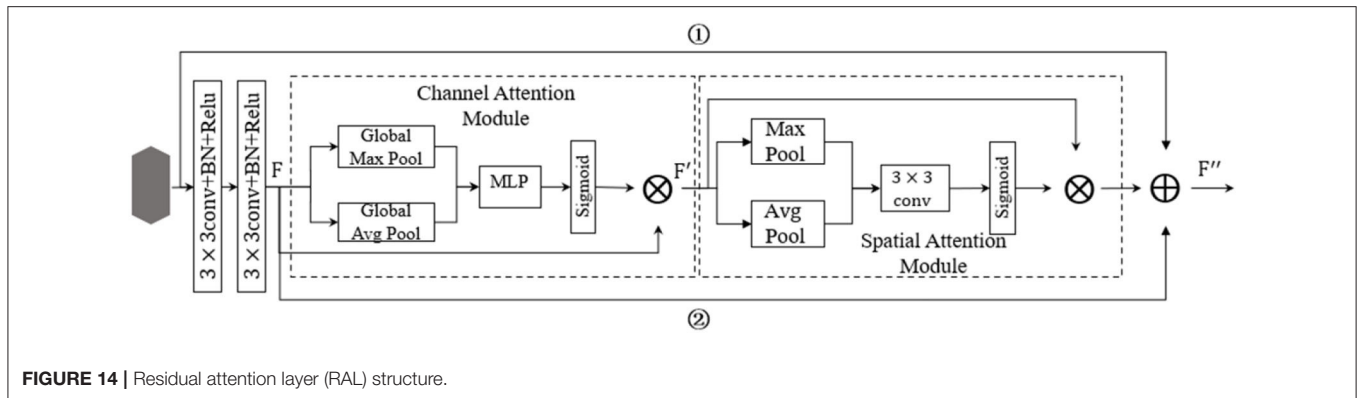 ①
3×3conv+BN+Relu
3×3conv+BN+Relu
F
Channel Attention
Module
Global
Max Pool
Global
Avg Pool
MLP
Sigmoid
⊗
F′
Max
Pool
Avg
Pool
3 × 3
conv
Sigmoid
Spatial Attention
Module
⊗
⊕
F′′
②
FIGURE 14 | Residual attention layer (RAL) structure.